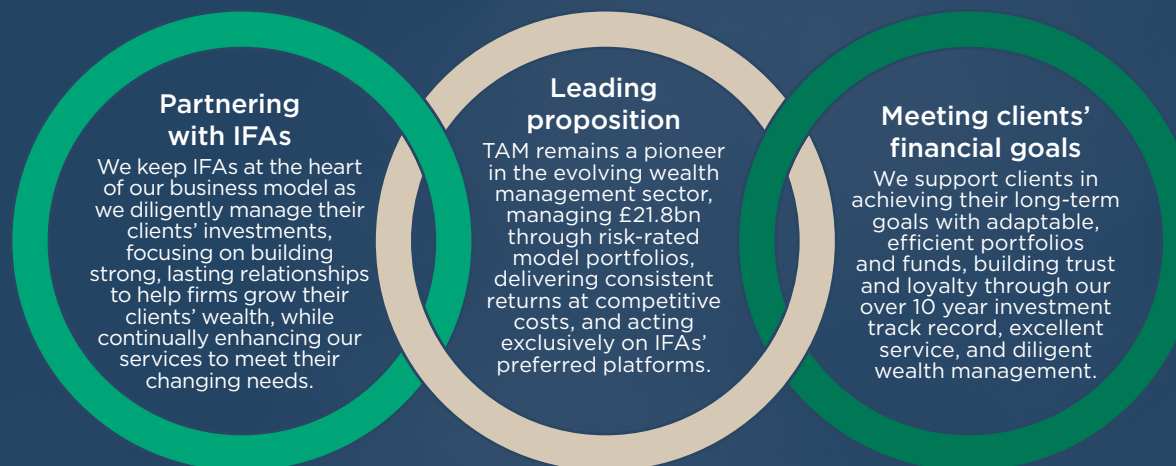 Partnering
with IFAs
We keep IFAs at the heart
of our business model as
we diligently manage their
clients’ investments,
focusing on building
strong, lasting relationships
to help firms grow their
clients’ wealth, while
continually enhancing our
services to meet their
changing needs.
Leading
proposition
TAM remains a pioneer
in the evolving wealth
management sector,
managing £21.8bn
through risk-rated
model portfolios,
delivering consistent
returns at competitive
costs, and acting
exclusively on IFAs’
preferred platforms.
Meeting clients’
financial goals
We support clients in
achieving their long-term
goals with adaptable,
efficient portfolios
and funds, building trust
and loyalty through our
over 10 year investment
track record, excellent
service, and diligent
wealth management.